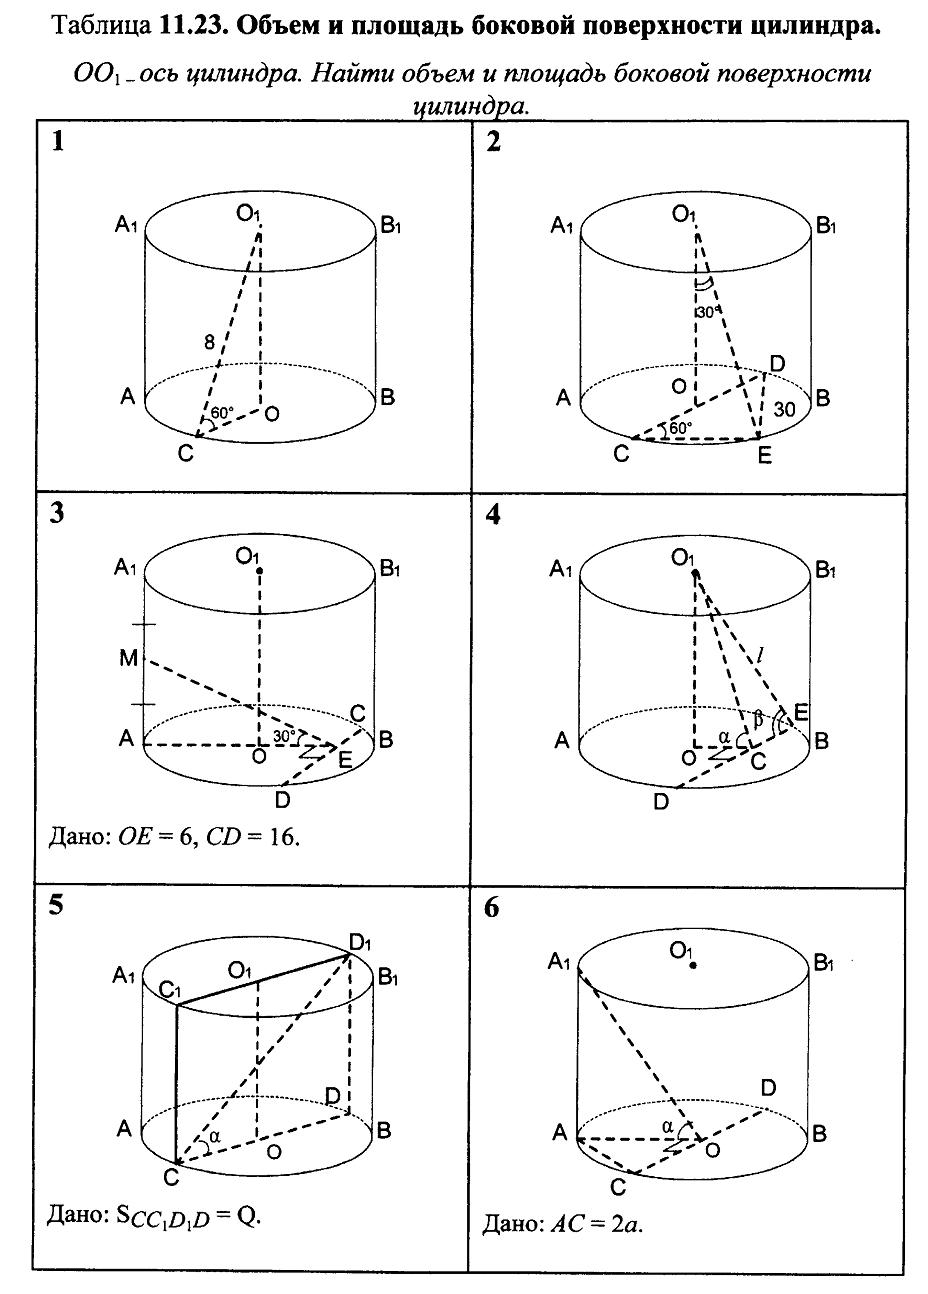 Таблица 11.23. Объем и площадь боковой поверхности цилиндра.
OO₁ – ось цилиндра. Найти объем и площадь боковой поверхности
цилиндра.
1
A₁
O₁
B₁
8
A
60°
O
B
C
2
A₁
O₁
B₁
30°
D
A
O
B
60°
30
C
E
3
A₁
O₁
B₁
M
C
A
30°
B
O
E
D
Дано: OE = 6, CD = 16.
4
A₁
O₁
B₁
l
β
E
A
α
B
O
C
D
5
D₁
A₁
O₁
B₁
C₁
D
A
α
B
O
C
Дано: S_{CC₁D₁D} = Q.
6
O₁
A₁
B₁
D
A
α
B
O
C
Дано: AC = 2a.